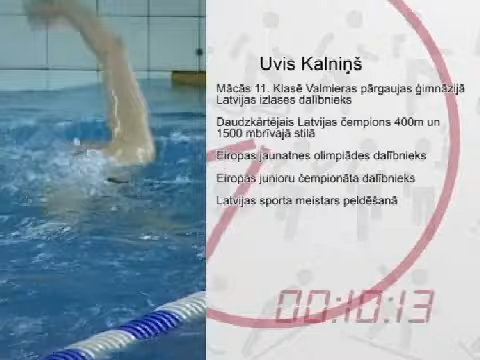 Uvis Kalniņš
Mācās 11. Klasē Valmieras pārgaujas ģimnāzijā
Latvijas izlases dalībnieks
Daudzkārtējais Latvijas čempions 400m un
1500 mbrīvajā stilā
Eiropas jaunatnes olimpiādes dalībnieks
Eiropas junioru čempionāta dalībnieks
Latvijas sporta meistars peldēšanā
00:10:13